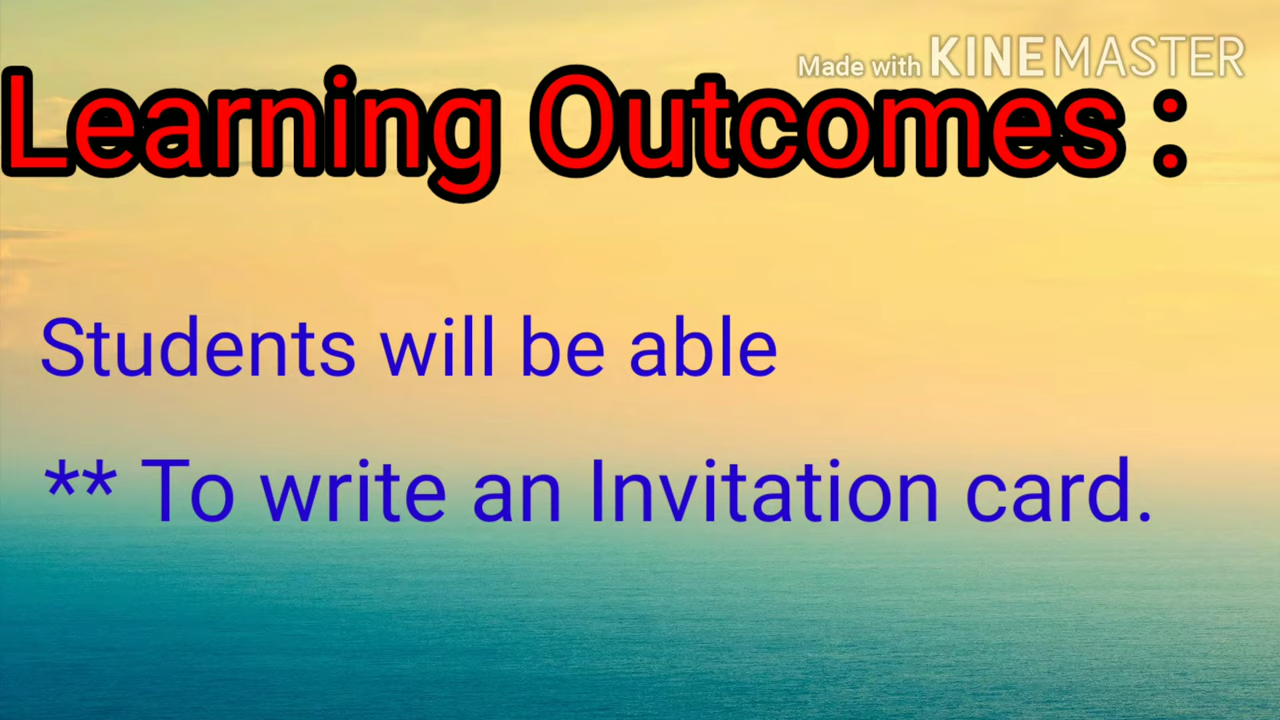 Made with KINEMASTER
Learning Outcomes :
Students will be able
** To write an Invitation card.